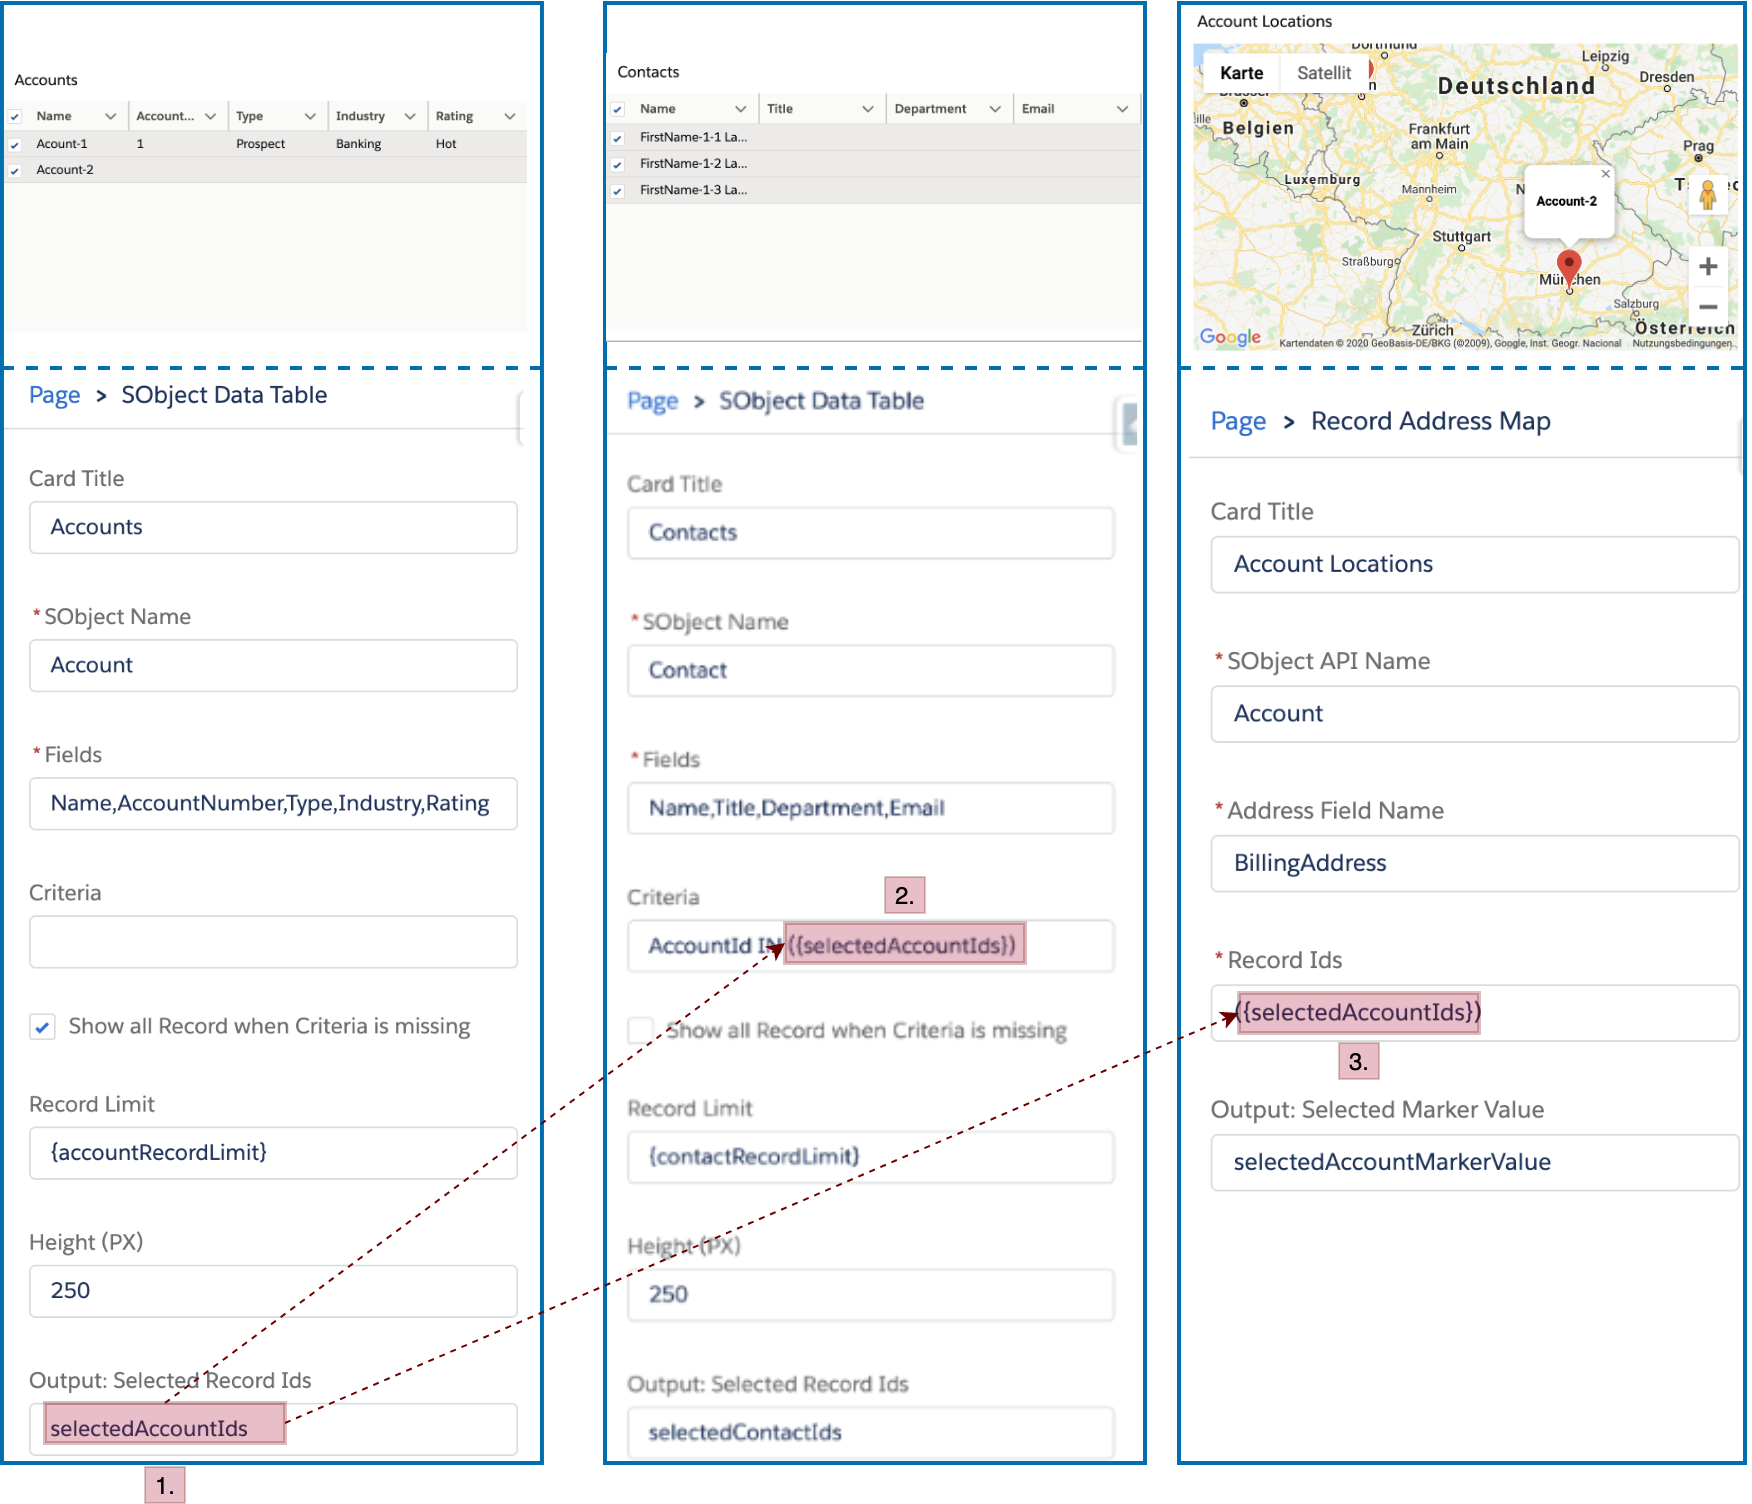 Accounts
Name Account... Type Industry Rating
Acount-1 1 Prospect Banking Hot
Account-2
Page > SObject Data Table
Card Title
Accounts
*SObject Name
Account
*Fields
Name,AccountNumber,Type,Industry,Rating
Criteria
Show all Record when Criteria is missing
Record Limit
{accountRecordLimit}
Height (PX)
250
Output: Selected Record Ids
selectedAccountIds
1.
Contacts
Name Title Department Email
FirstName-1-1 La...
FirstName-1-2 La...
FirstName-1-3 La...
Page > SObject Data Table
Card Title
Contacts
*SObject Name
Contact
*Fields
Name,Title,Department,Email
Criteria
2.
AccountId IN ({selectedAccountIds})
Show all Record when Criteria is missing
Record Limit
{contactRecordLimit}
Height (PX)
250
Output: Selected Record Ids
selectedContactIds
Account Locations
Dortmund
Leipzig
Karte Satellit
Dresden
Deutschland
Belgien
Frankfurt
am Main
Prag
Luxemburg
Mannheim
Account-2
Stuttgart
Straßburg
München
Salzburg
Zürich
Österreich
Google
Kartendaten © 2020 GeoBasis-DE/BKG (©2009), Google, Inst. Geogr. Nacional Nutzungsbedingungen
Page > Record Address Map
Card Title
Account Locations
*SObject API Name
Account
*Address Field Name
BillingAddress
*Record Ids
({selectedAccountIds})
3.
Output: Selected Marker Value
selectedAccountMarkerValue